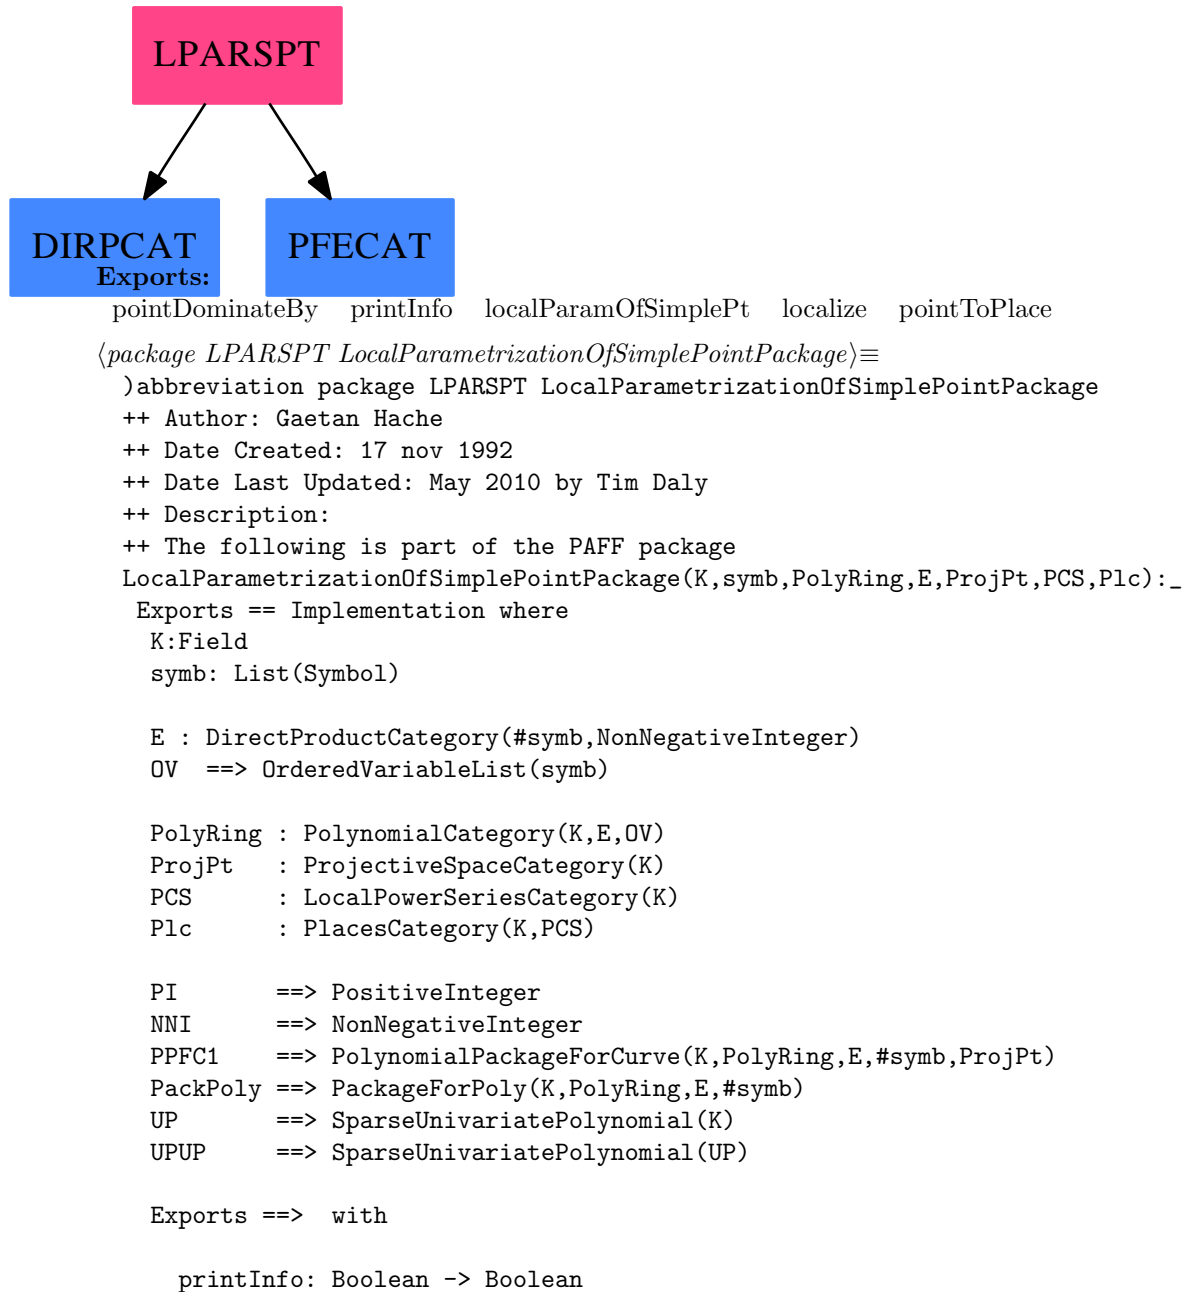 LPARSPT
DIRPCAT PFECAT
Exports:
pointDominateBy printInfo localParamOfSimplePt localize pointToPlace
⟨package LPARSPT LocalParametrizationOfSimplePointPackage⟩≡
)abbreviation package LPARSPT LocalParametrizationOfSimplePointPackage
++ Author: Gaetan Hache
++ Date Created: 17 nov 1992
++ Date Last Updated: May 2010 by Tim Daly
++ Description:
++ The following is part of the PAFF package
LocalParametrizationOfSimplePointPackage(K,symb,PolyRing,E,ProjPt,PCS,Plc):_
Exports == Implementation where
K:Field
symb: List(Symbol)
E : DirectProductCategory(#symb,NonNegativeInteger)
OV ==> OrderedVariableList(symb)
PolyRing : PolynomialCategory(K,E,OV)
ProjPt : ProjectiveSpaceCategory(K)
PCS : LocalPowerSeriesCategory(K)
Plc : PlacesCategory(K,PCS)
PI ==> PositiveInteger
NNI ==> NonNegativeInteger
PPFC1 ==> PolynomialPackageForCurve(K,PolyRing,E,#symb,ProjPt)
PackPoly ==> PackageForPoly(K,PolyRing,E,#symb)
UP ==> SparseUnivariatePolynomial(K)
UPUP ==> SparseUnivariatePolynomial(UP)
Exports ==> with
printInfo: Boolean -> Boolean